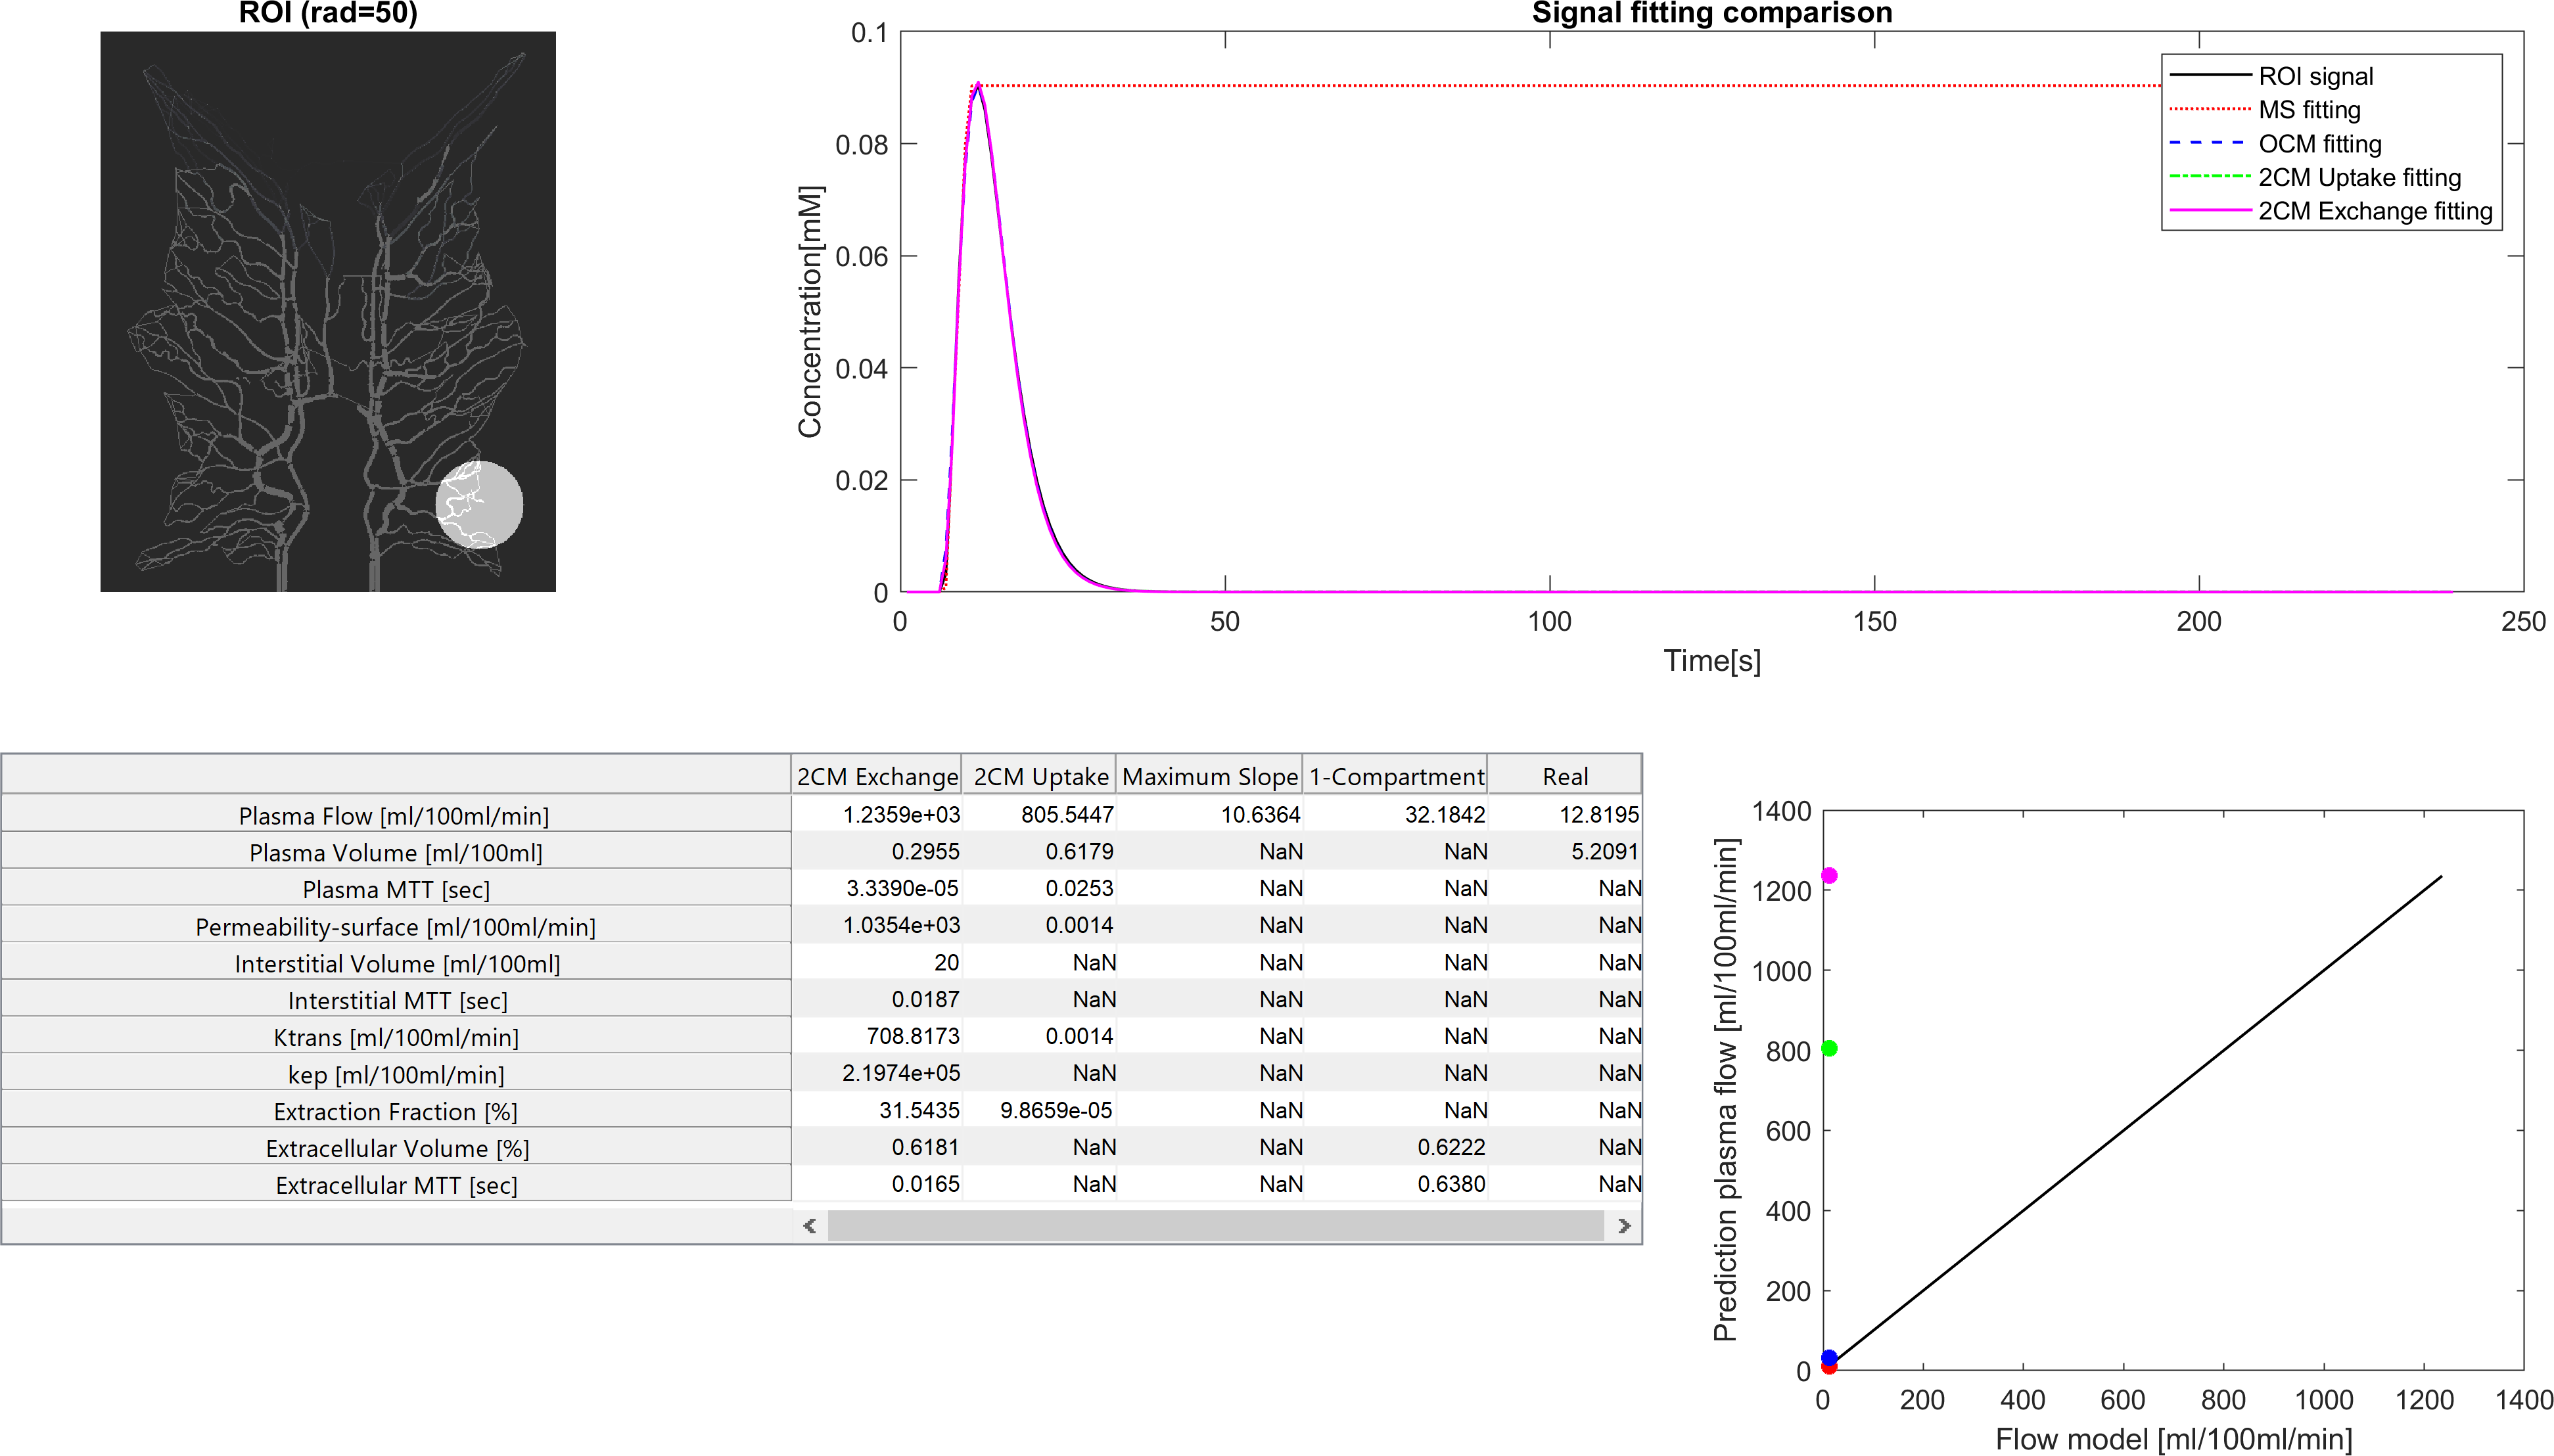 ROI (rad=50)
Signal fitting comparison
0.1
0.08
0.06
0.04
0.02
0
Concentration[mM]
0 50 100 150 200 250
Time[s]
ROI signal
MS fitting
OCM fitting
2CM Uptake fitting
2CM Exchange fitting
2CM Exchange 2CM Uptake Maximum Slope 1-Compartment Real
Plasma Flow [ml/100ml/min] 1.2359e+03 805.5447 10.6364 32.1842 12.8195
Plasma Volume [ml/100ml] 0.2955 0.6179 NaN NaN 5.2091
Plasma MTT [sec] 3.3390e-05 0.0253 NaN NaN NaN
Permeability-surface [ml/100ml/min] 1.0354e+03 0.0014 NaN NaN NaN
Interstitial Volume [ml/100ml] 20 NaN NaN NaN NaN
Interstitial MTT [sec] 0.0187 NaN NaN NaN NaN
Ktrans [ml/100ml/min] 708.8173 0.0014 NaN NaN NaN
kep [ml/100ml/min] 2.1974e+05 NaN NaN NaN NaN
Extraction Fraction [%] 31.5435 9.8659e-05 NaN NaN NaN
Extracellular Volume [%] 0.6181 NaN NaN 0.6222 NaN
Extracellular MTT [sec] 0.0165 NaN NaN 0.6380 NaN
1400
1200
1000
800
600
400
200
0
Prediction plasma flow [ml/100ml/min]
0 200 400 600 800 1000 1200 1400
Flow model [ml/100ml/min]